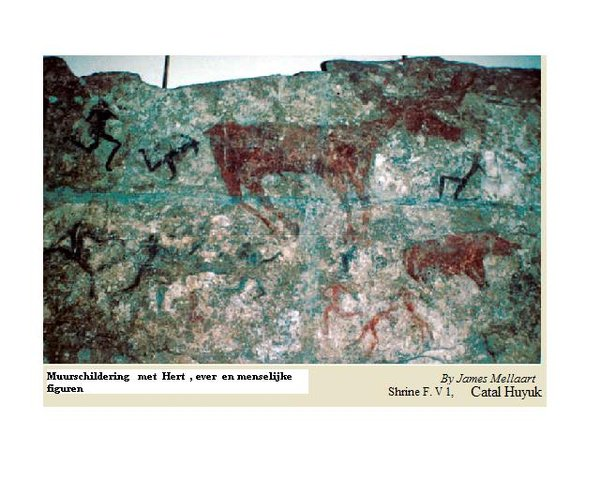 Muurschildering met Hert , ever en menselijke
figuren
By James Mellaart
Shrine F. V 1, Catal Huyuk